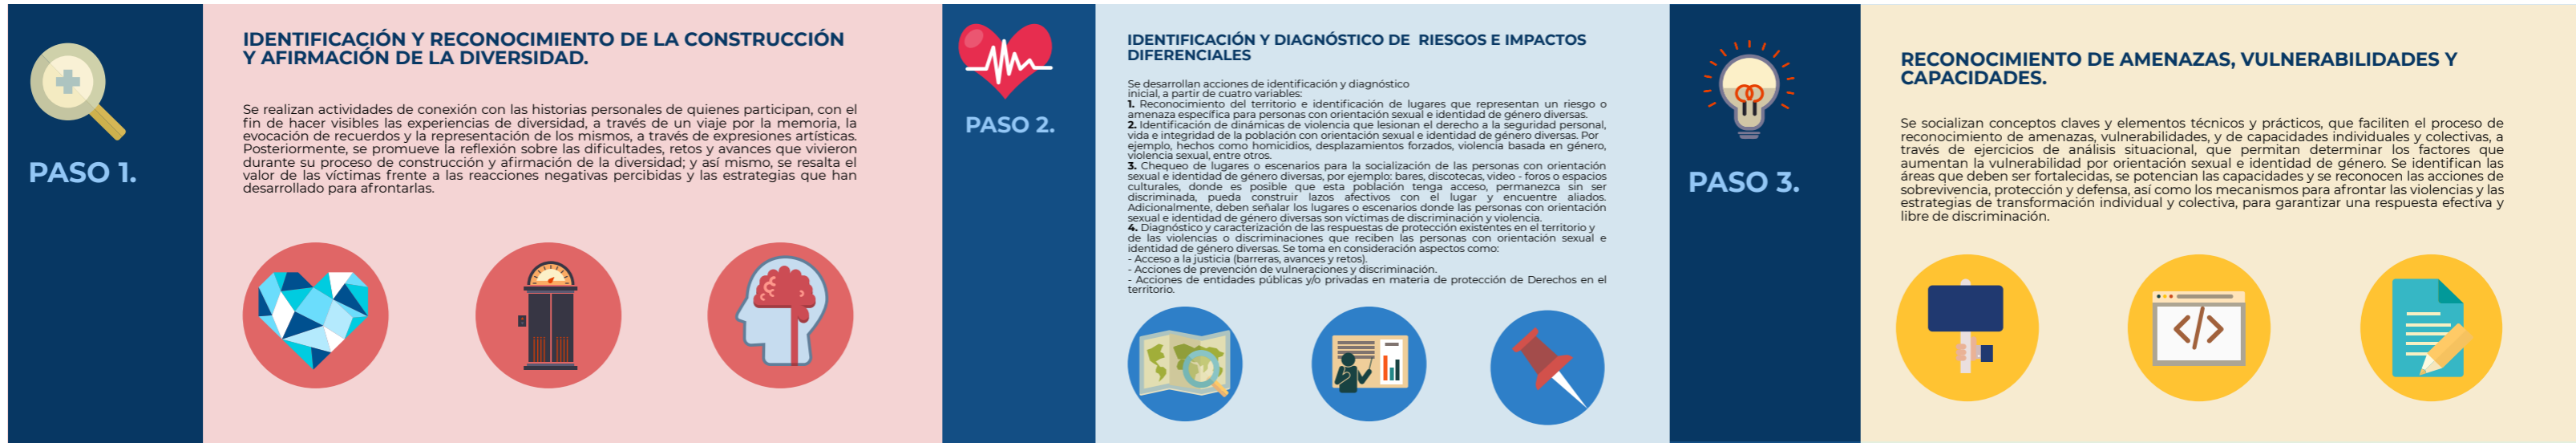 PASO 1.
IDENTIFICACIÓN Y RECONOCIMIENTO DE LA CONSTRUCCIÓN
Y AFIRMACIÓN DE LA DIVERSIDAD.
Se realizan actividades de conexión con las historias personales de quienes participan, con el
fin de hacer visibles las experiencias de diversidad, a través de un viaje por la memoria, la
evocación de recuerdos y la representación de los mismos, a través de expresiones artísticas.
Posteriormente, se promueve la reflexión sobre las dificultades, retos y avances que vivieron
durante su proceso de construcción y afirmación de la diversidad; y así mismo, se resalta el
valor de las víctimas frente a las reacciones negativas percibidas y las estrategias que han
desarrollado para afrontarlas.
PASO 2.
IDENTIFICACIÓN Y DIAGNÓSTICO DE RIESGOS E IMPACTOS
DIFERENCIALES
Se desarrollan acciones de identificación y diagnóstico
inicial, a partir de cuatro variables:
1. Reconocimiento del territorio e identificación de lugares que representan un riesgo o
amenaza específica para personas con orientación sexual e identidad de género diversas.
2. Identificación de dinámicas de violencia que lesionan el derecho a la seguridad personal,
vida e integridad de la población con orientación sexual e identidad de género diversas. Por
ejemplo, hechos como homicidios, desplazamientos forzados, violencia basada en género,
violencia sexual, entre otros.
3. Chequeo de lugares o escenarios para la socialización de las personas con orientación
sexual e identidad de género diversas, por ejemplo: bares, discotecas, video - foros o espacios
culturales, donde es posible que esta población tenga acceso, permanezca sin ser
discriminada, pueda construir lazos afectivos con el lugar y encuentre aliados.
Adicionalmente, deben señalar los lugares o escenarios donde las personas con orientación
sexual e identidad de género diversas son víctimas de discriminación y violencia.
4. Diagnóstico y caracterización de las respuestas de protección existentes en el territorio y
de las violencias o discriminaciones que reciben las personas con orientación sexual e
identidad de género diversas. Se toma en consideración aspectos como:
- Acceso a la justicia (barreras, avances y retos).
- Acciones de prevención de vulneraciones y discriminación.
- Acciones de entidades públicas y/o privadas en materia de protección de Derechos en el
territorio.
PASO 3.
RECONOCIMIENTO DE AMENAZAS, VULNERABILIDADES Y
CAPACIDADES.
Se socializan conceptos claves y elementos técnicos y prácticos, que faciliten el proceso de
reconocimiento de amenazas, vulnerabilidades, y de capacidades individuales y colectivas, a
través de ejercicios de análisis situacional, que permitan determinar los factores que
aumentan la vulnerabilidad por orientación sexual e identidad de género. Se identifican las
áreas que deben ser fortalecidas, se potencian las capacidades y se reconocen las acciones de
sobrevivencia, protección y defensa, así como los mecanismos para afrontar las violencias y las
estrategias de transformación individual y colectiva, para garantizar una respuesta efectiva y
libre de discriminación.